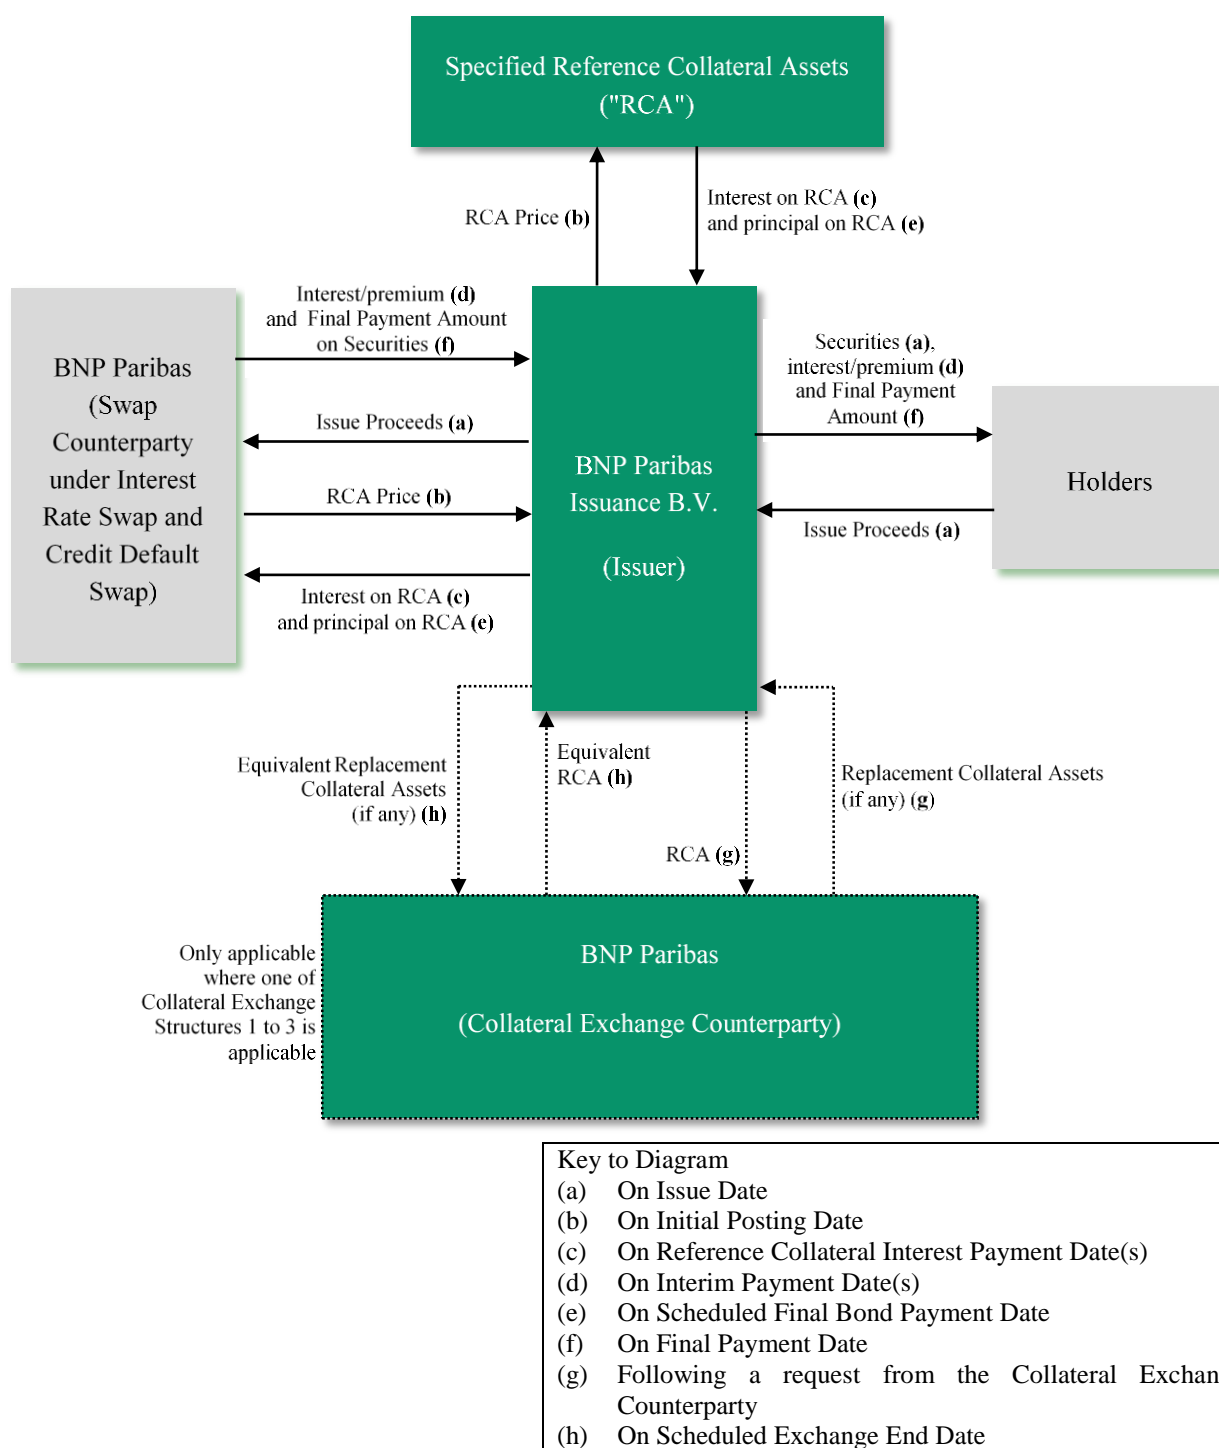 Specified Reference Collateral Assets
("RCA")
RCA Price (b)
Interest on RCA (c)
and principal on RCA (e)
BNP Paribas
(Swap
Counterparty
under Interest
Rate Swap and
Credit Default
Swap)
Interest/premium (d)
and Final Payment Amount
on Securities (f)
Issue Proceeds (a)
RCA Price (b)
Interest on RCA (c)
and principal on RCA (e)
BNP Paribas
Issuance B.V.
(Issuer)
Securities (a),
interest/premium (d)
and Final Payment
Amount (f)
Issue Proceeds (a)
Holders
Equivalent Replacement
Collateral Assets
(if any) (h)
Equivalent
RCA (h)
RCA (g)
Replacement Collateral Assets
(if any) (g)
Only applicable
where one of
Collateral Exchange
Structures 1 to 3 is
applicable
BNP Paribas
(Collateral Exchange Counterparty)
Key to Diagram
(a) On Issue Date
(b) On Initial Posting Date
(c) On Reference Collateral Interest Payment Date(s)
(d) On Interim Payment Date(s)
(e) On Scheduled Final Bond Payment Date
(f) On Final Payment Date
(g) Following a request from the Collateral Exchan
Counterparty
(h) On Scheduled Exchange End Date